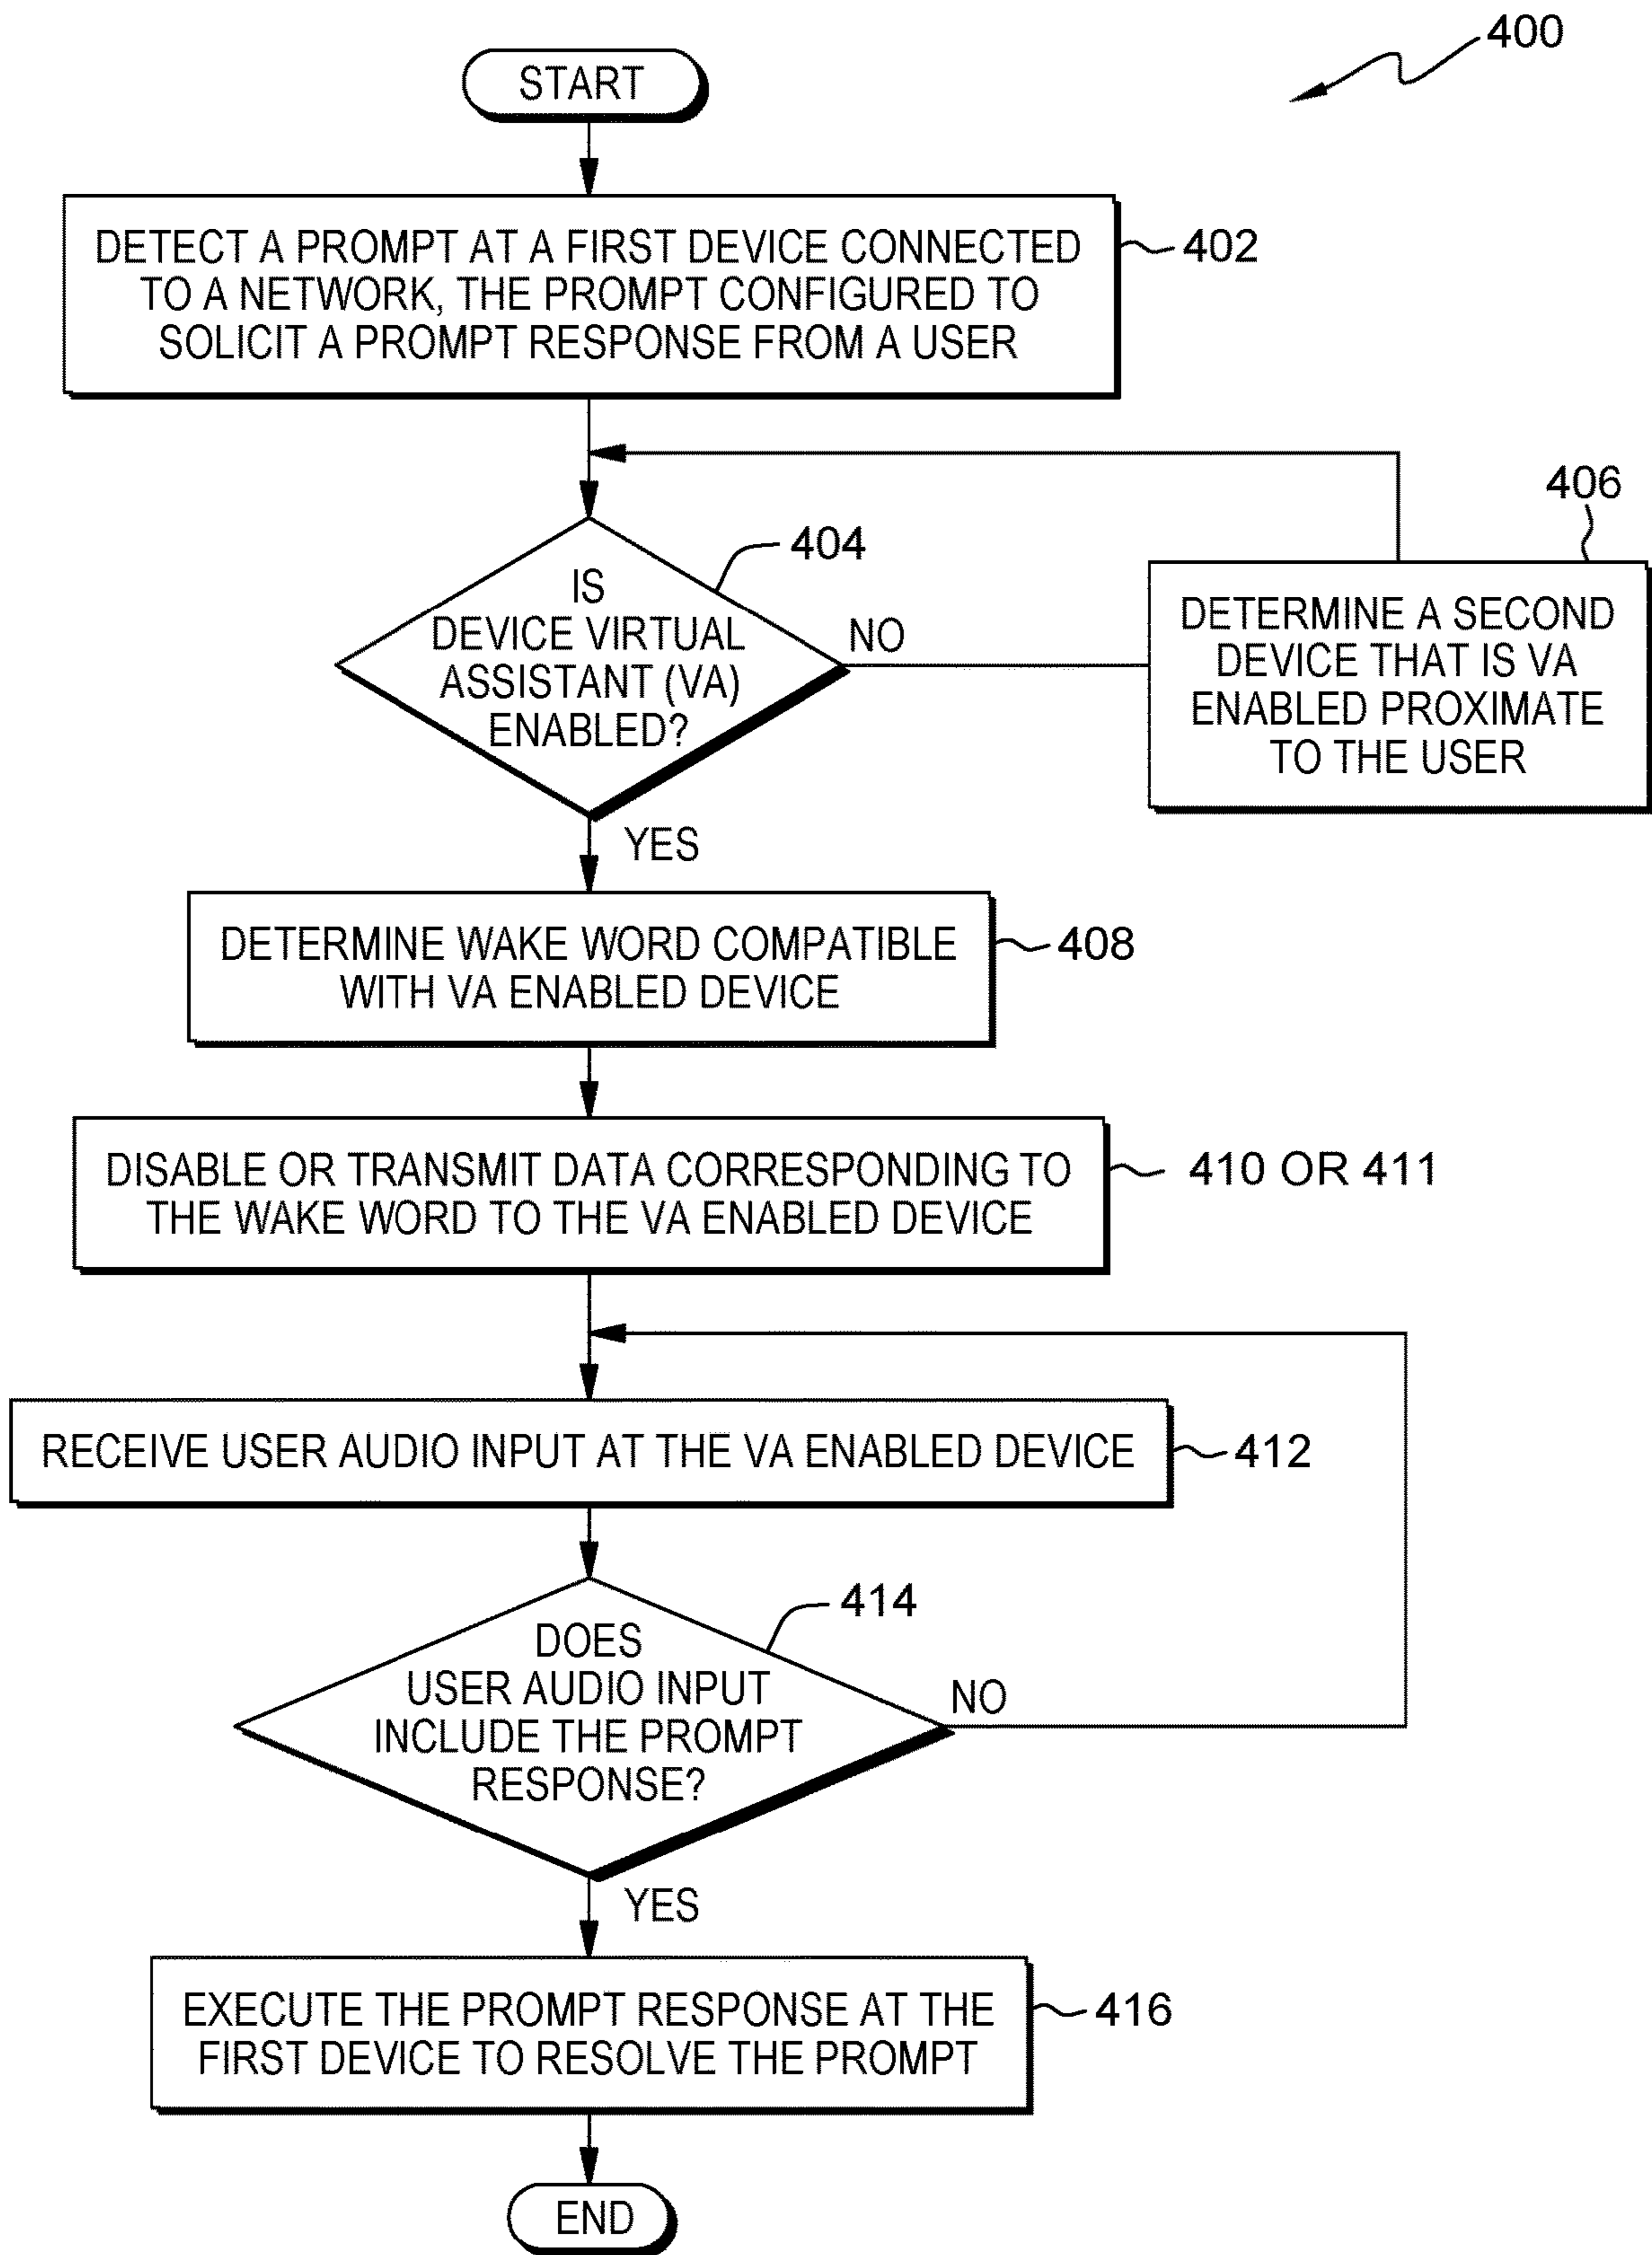 400
START
DETECT A PROMPT AT A FIRST DEVICE CONNECTED
TO A NETWORK, THE PROMPT CONFIGURED TO
SOLICIT A PROMPT RESPONSE FROM A USER
402
404
IS
DEVICE VIRTUAL
ASSISTANT (VA)
ENABLED?
NO
406
DETERMINE A SECOND
DEVICE THAT IS VA
ENABLED PROXIMATE
TO THE USER
YES
DETERMINE WAKE WORD COMPATIBLE
WITH VA ENABLED DEVICE
408
DISABLE OR TRANSMIT DATA CORRESPONDING TO
THE WAKE WORD TO THE VA ENABLED DEVICE
410 OR 411
RECEIVE USER AUDIO INPUT AT THE VA ENABLED DEVICE
412
414
DOES
USER AUDIO INPUT
INCLUDE THE PROMPT
RESPONSE?
NO
YES
EXECUTE THE PROMPT RESPONSE AT THE
FIRST DEVICE TO RESOLVE THE PROMPT
416
END